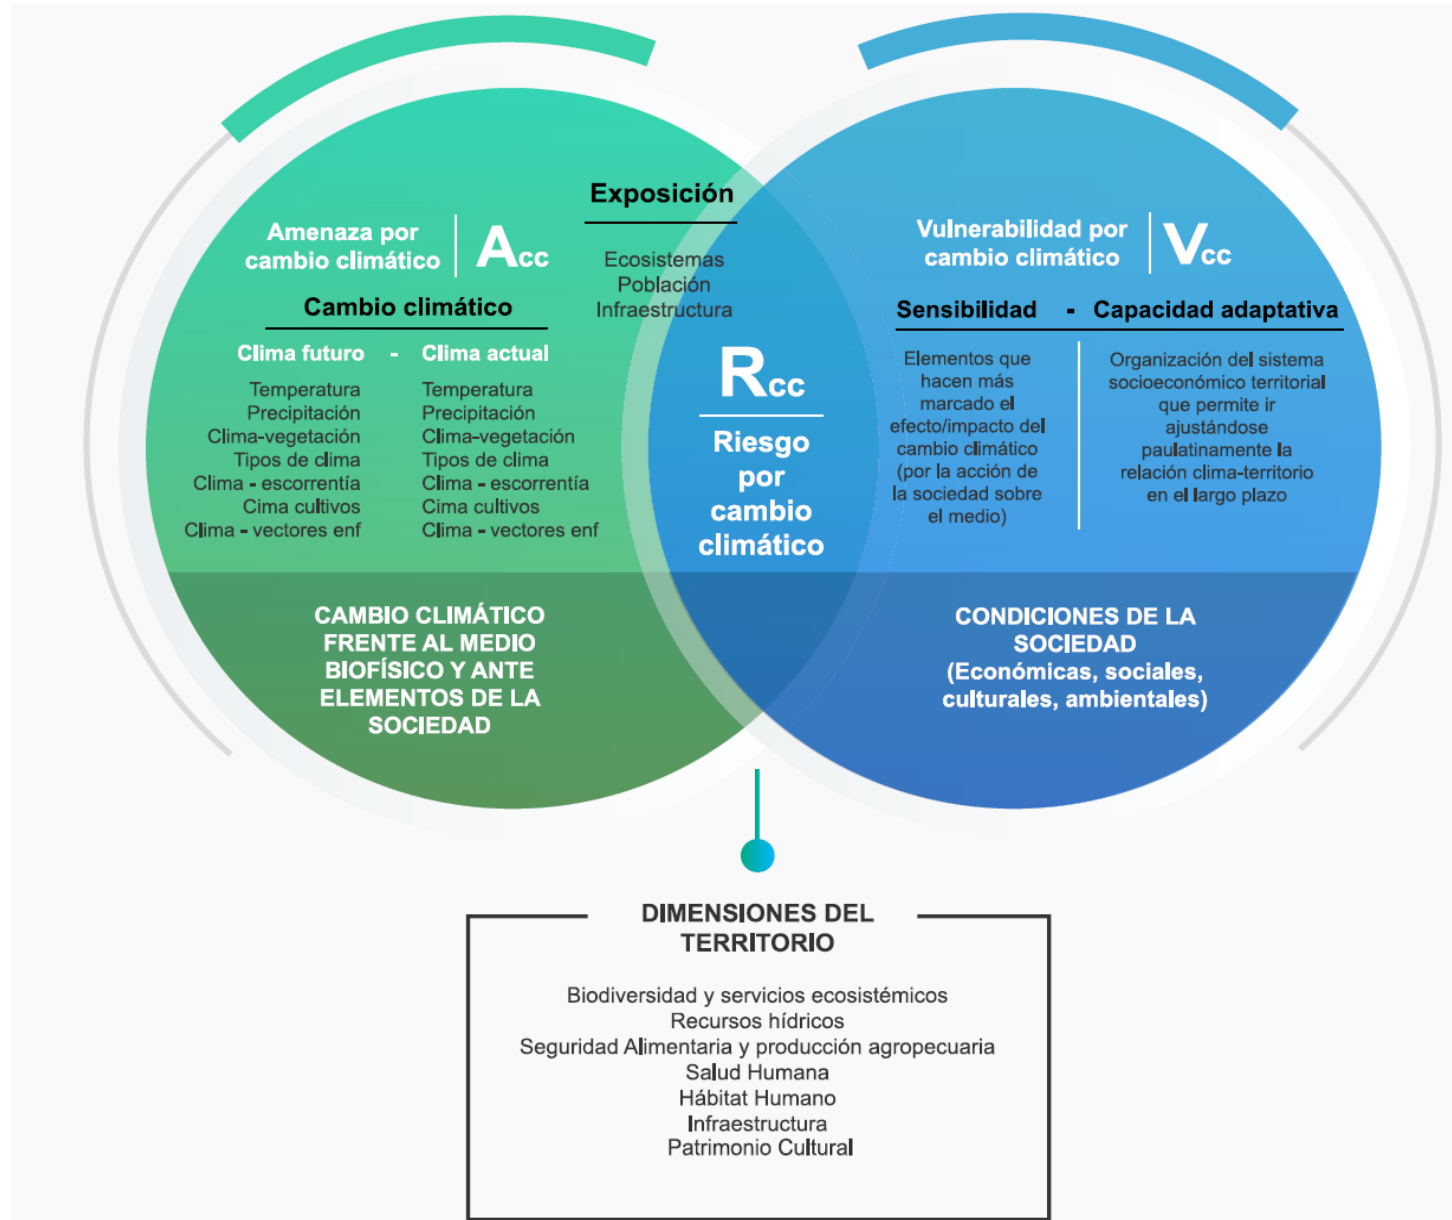 Exposición
Ecosistemas
Población
Infraestructura
Amenaza por
cambio climático
Acc
Cambio climático
Clima futuro - Clima actual
Temperatura
Precipitación
Clima-vegetación
Tipos de clima
Clima - escorrentía
Cima cultivos
Clima - vectores enf
Temperatura
Precipitación
Clima-vegetación
Tipos de clima
Clima - escorrentía
Cima cultivos
Clima - vectores enf
CAMBIO CLIMÁTICO
FRENTE AL MEDIO
BIOFÍSICO Y ANTE
ELEMENTOS DE LA
SOCIEDAD
Rcc
Riesgo
por
cambio
climático
Vulnerabilidad por
cambio climático
Vcc
Sensibilidad - Capacidad adaptativa
Elementos que
hacen más
marcado el
efecto/impacto del
cambio climático
(por la acción de
la sociedad sobre
el medio)
Organización del sistema
socioeconómico territorial
que permite ir
ajustándose
paulatinamente la
relación clima-territorio
en el largo plazo
CONDICIONES DE LA
SOCIEDAD
(Económicas, sociales,
culturales, ambientales)
DIMENSIONES DEL
TERRITORIO
Biodiversidad y servicios ecosistémicos
Recursos hídricos
Seguridad Alimentaria y producción agropecuaria
Salud Humana
Hábitat Humano
Infraestructura
Patrimonio Cultural